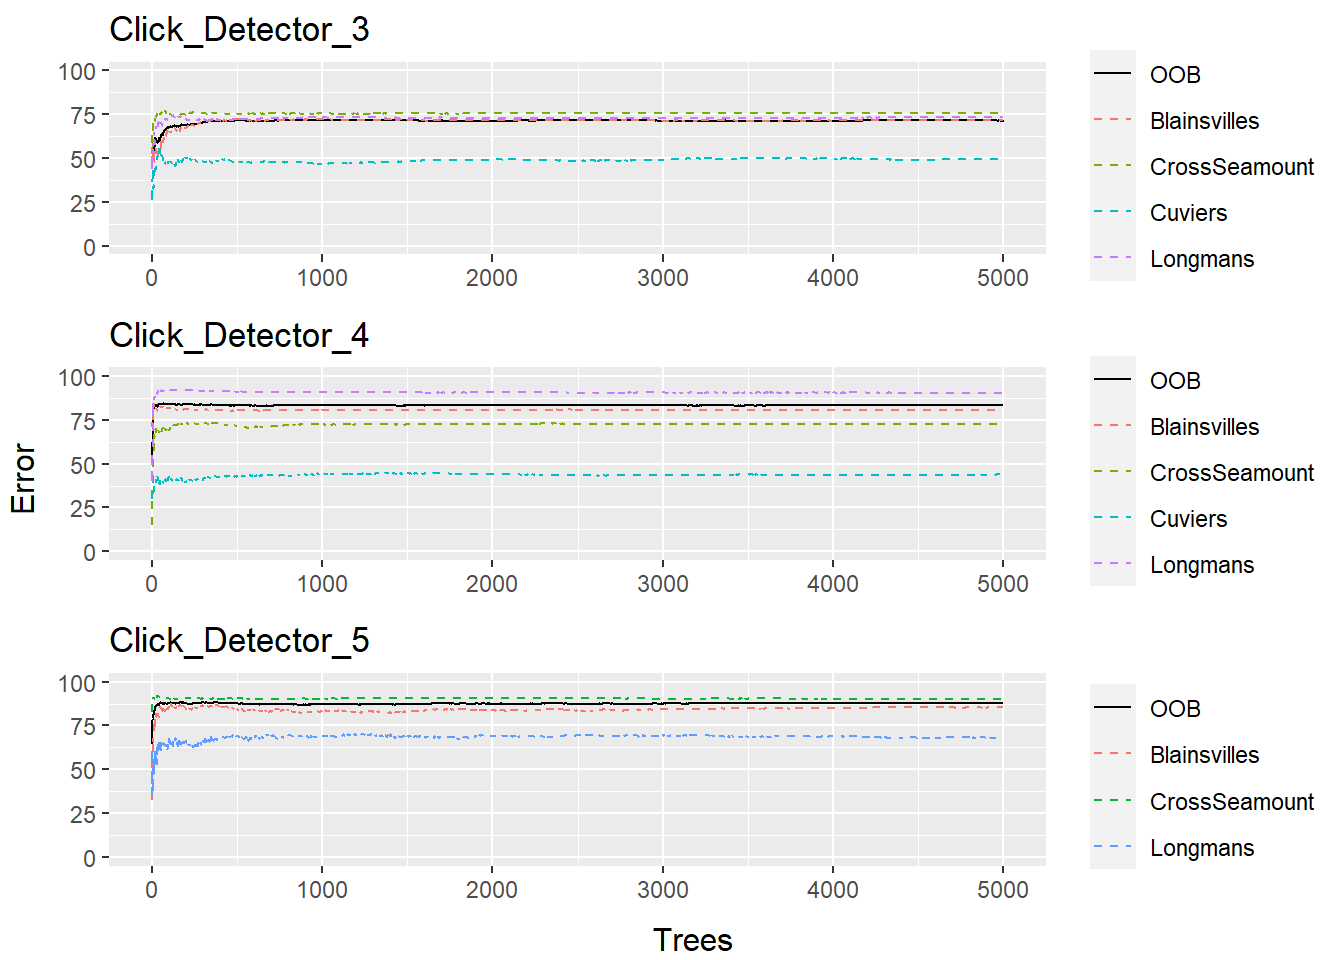 Click_Detector_3
100
75
50
25
0
0 1000 2000 3000 4000 5000
OOB
Blainsvilles
CrossSeamount
Cuviers
Longmans
Click_Detector_4
100
75
50
25
0
0 1000 2000 3000 4000 5000
OOB
Blainsvilles
CrossSeamount
Cuviers
Longmans
Error
Click_Detector_5
100
75
50
25
0
0 1000 2000 3000 4000 5000
OOB
Blainsvilles
CrossSeamount
Longmans
Trees